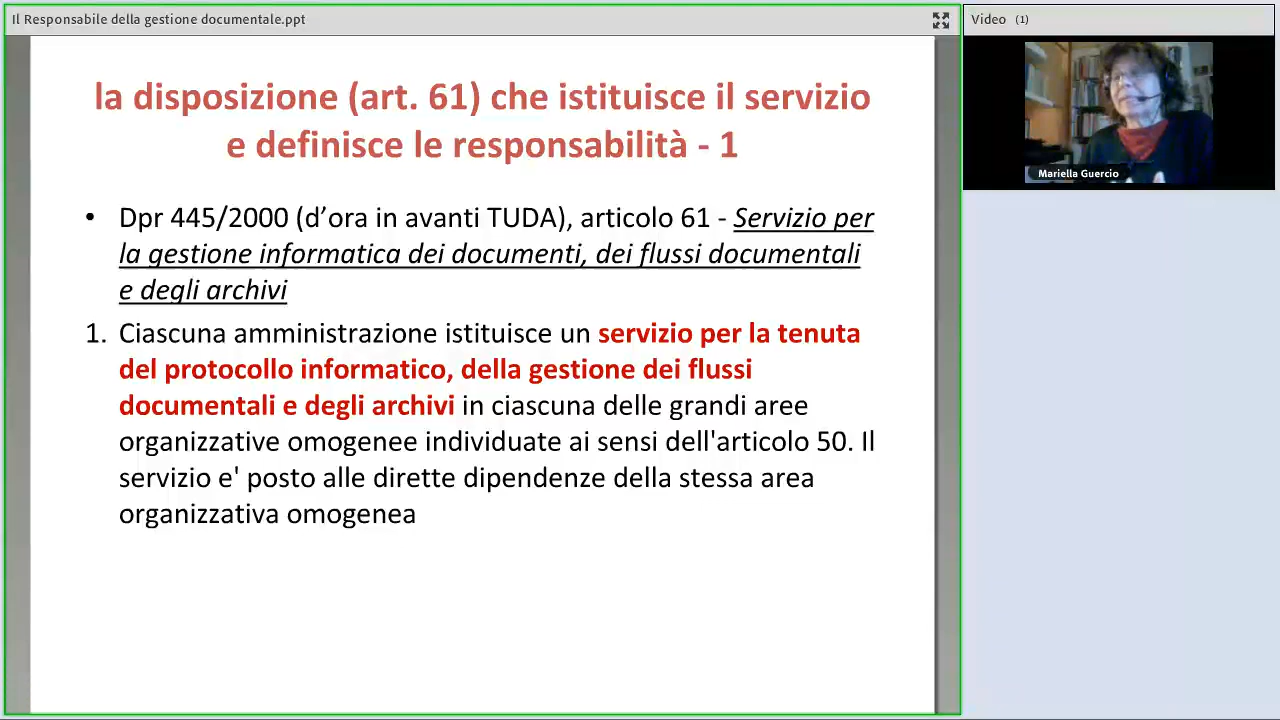 Il Responsabile della gestione documentale.ppt
Video (1)
Mariella Guercio
la disposizione (art. 61) che istituisce il servizio
e definisce le responsabilità - 1
• Dpr 445/2000 (d’ora in avanti TUDA), articolo 61 - Servizio per
la gestione informatica dei documenti, dei flussi documentali
e degli archivi
1. Ciascuna amministrazione istituisce un servizio per la tenuta
del protocollo informatico, della gestione dei flussi
documentali e degli archivi in ciascuna delle grandi aree
organizzative omogenee individuate ai sensi dell'articolo 50. Il
servizio e' posto alle dirette dipendenze della stessa area
organizzativa omogenea